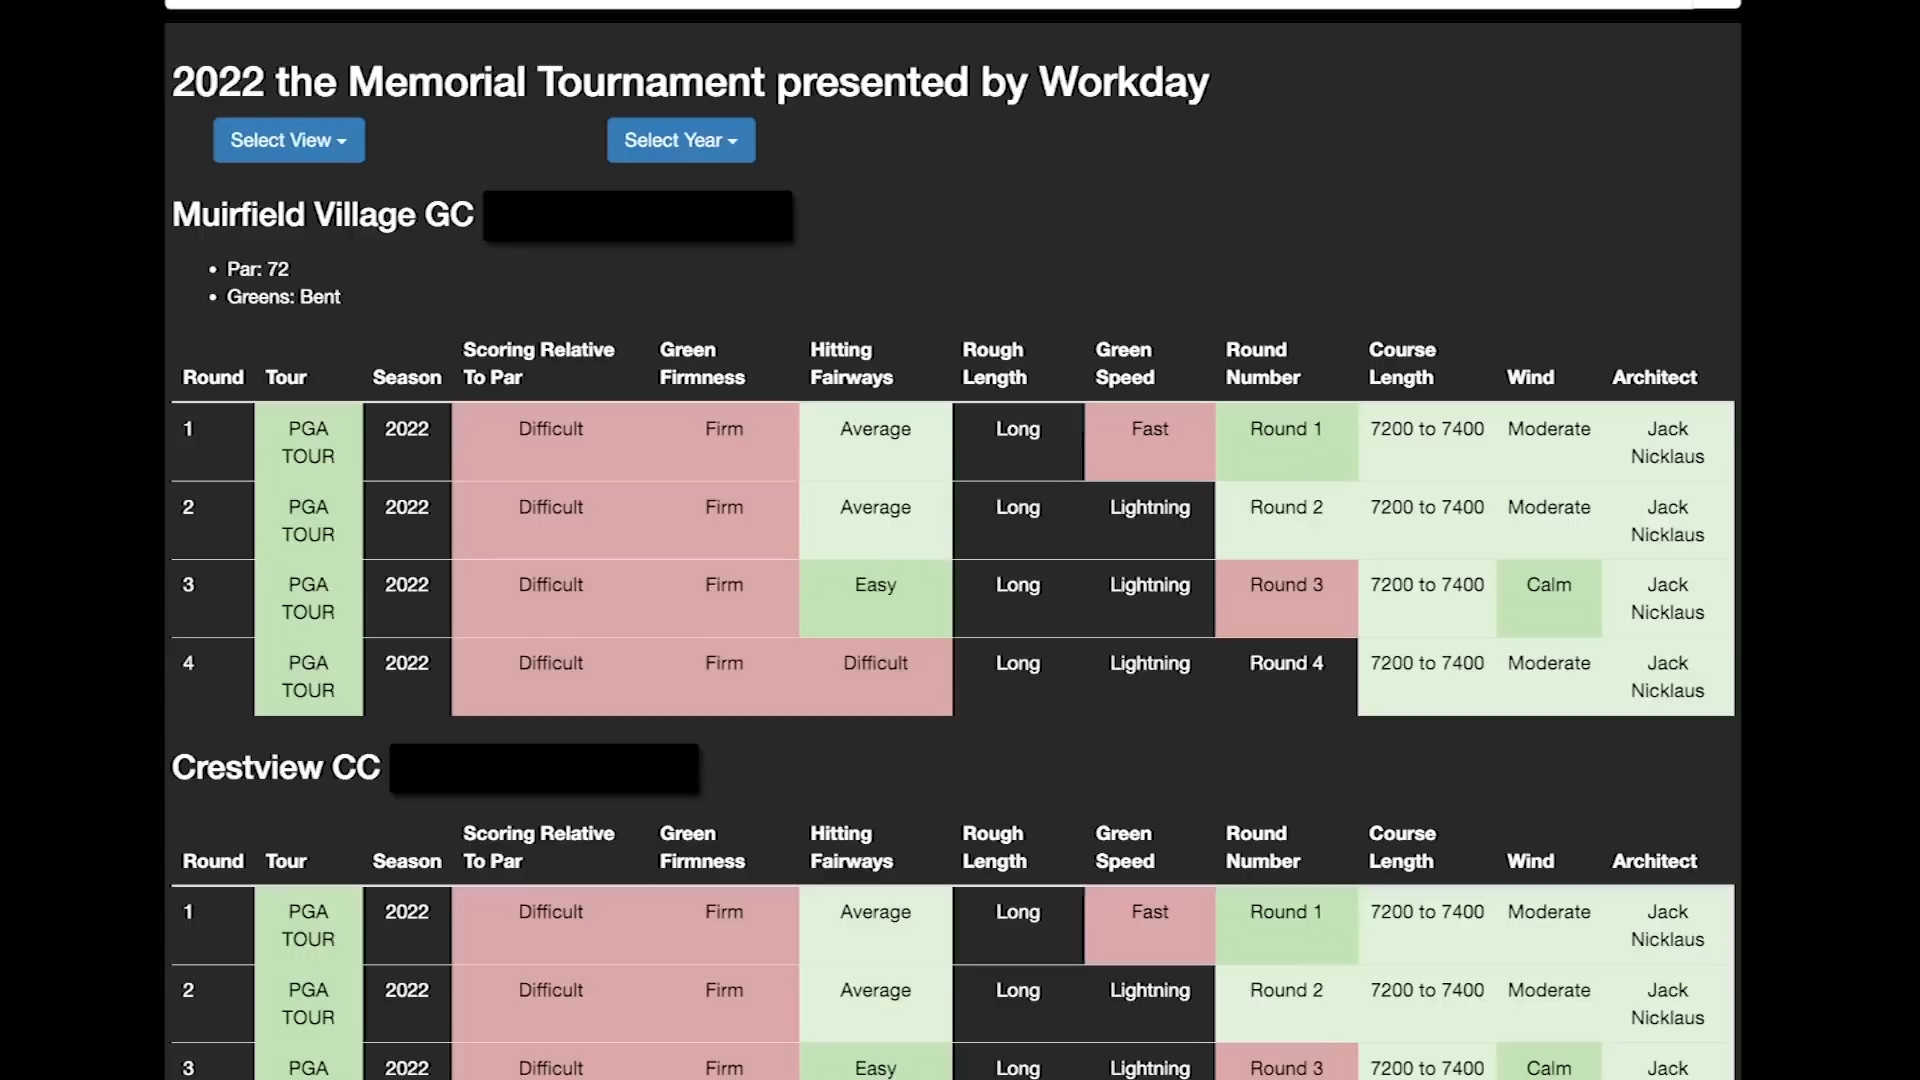 2022 the Memorial Tournament presented by Workday
Select View
Select Year
Muirfield Village GC
• Par: 72
• Greens: Bent
Round Tour Season Scoring Relative To Par Green Firmness Hitting Fairways Rough Length Green Speed Round Number Course Length Wind Architect
1 PGA TOUR 2022 Difficult Firm Average Long Fast Round 1 7200 to 7400 Moderate Jack Nicklaus
2 PGA TOUR 2022 Difficult Firm Average Long Lightning Round 2 7200 to 7400 Moderate Jack Nicklaus
3 PGA TOUR 2022 Difficult Firm Easy Long Lightning Round 3 7200 to 7400 Calm Jack Nicklaus
4 PGA TOUR 2022 Difficult Firm Difficult Long Lightning Round 4 7200 to 7400 Moderate Jack Nicklaus
Crestview CC
Round Tour Season Scoring Relative To Par Green Firmness Hitting Fairways Rough Length Green Speed Round Number Course Length Wind Architect
1 PGA TOUR 2022 Difficult Firm Average Long Fast Round 1 7200 to 7400 Moderate Jack Nicklaus
2 PGA TOUR 2022 Difficult Firm Average Long Lightning Round 2 7200 to 7400 Moderate Jack Nicklaus
3 PGA 2022 Difficult Firm Easy Long Lightning Round 3 7200 to 7400 Calm Jack